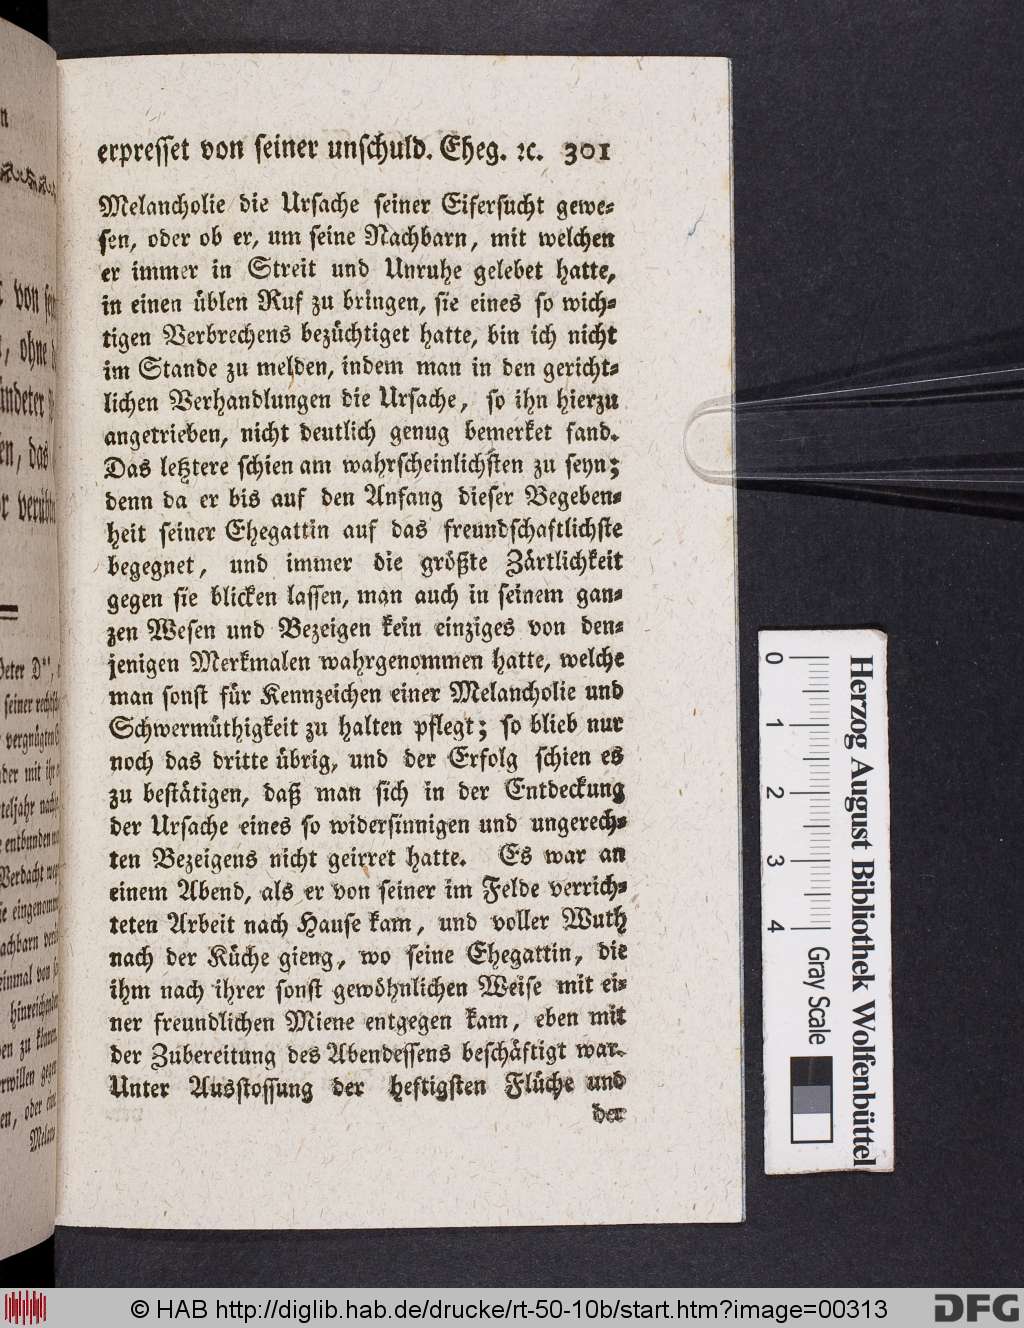 erpresset von seiner unschuld. Eheg. ꝛc. 301
Melancholie die Ursache seiner Eifersucht gewe⸗
sen, oder ob er, um seine Nachbarn, mit welchen
er immer in Streit und Unruhe gelebet hatte,
in einen üblen Ruf zu bringen, sie eines so wich⸗
tigen Verbrechens bezüchtiget hatte, bin ich nicht
im Stande zu melden, indem man in den gericht⸗
lichen Verhandlungen die Ursache, so ihn hierzu
angetrieben, nicht deutlich genug bemerket fand.
Das letztere schien am wahrscheinlichsten zu seyn;
denn da er bis auf den Anfang dieser Begeben⸗
heit seiner Ehegattin auf das freundschaftlichste
begegnet, und immer die größte Zärtlichkeit
gegen sie blicken lassen, man auch in seinem gan⸗
zen Wesen und Bezeigen kein einziges von den⸗
jenigen Merkmalen wahrgenommen hatte, welche
man sonst für Kennzeichen einer Melancholie und
Schwermüthigkeit zu halten pflegt; so blieb nur
noch das dritte übrig, und der Erfolg schien es
zu bestätigen, daß man sich in der Entdeckung
der Ursache eines so widersinnigen und ungerech⸗
ten Bezeigens nicht geirret hatte. Es war an
einem Abend, als er von seiner im Felde verrich⸗
teten Arbeit nach Hause kam, und voller Wuth
nach der Küche gieng, wo seine Ehegattin, die
ihm nach ihrer sonst gewöhnlichen Weise mit ei⸗
ner freundlichen Miene entgegen kam, eben mit
der Zubereitung des Abendessens beschäftigt war.
Unter Ausstossung der heftigsten Flüche und
der
0 1 2 3 4
Gray Scale
Herzog August Bibliothek Wolfenbüttel
© HAB http://diglib.hab.de/drucke/rt-50-10b/start.htm?image=00313
DFG